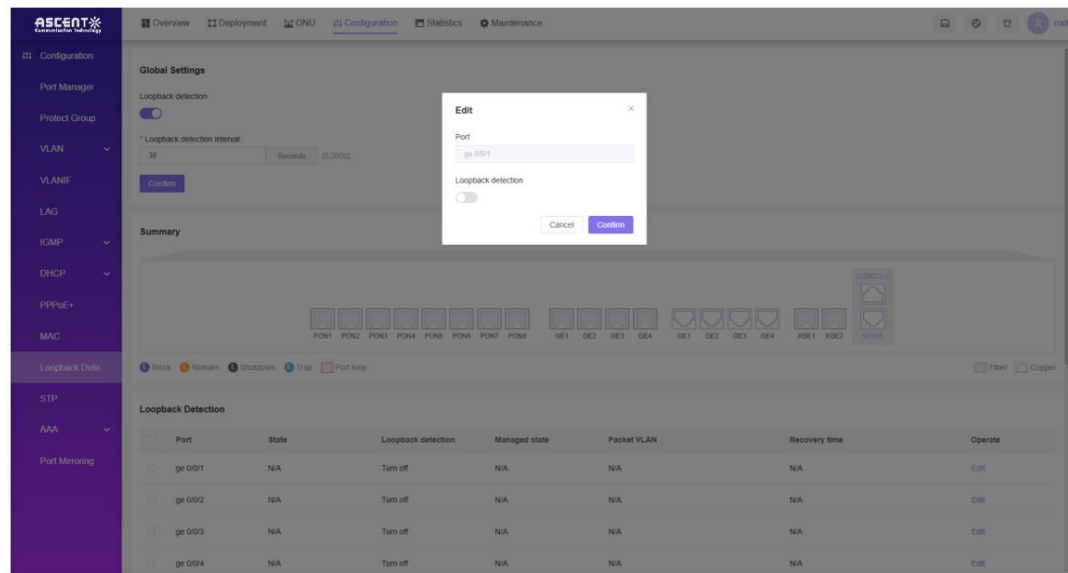 ASCENT
Communication Technology
Overview Deployment ONU Configuration Statistics Maintenance root
Configuration
Port Manager
Protect Group
VLAN
VLANIF
LAG
IGMP
DHCP
PPPoE+
MAC
Loopback Dete...
STP
AAA
Port Mirroring
Global Settings
Loopback detection
* Loopback detection interval
30 Seconds [5,300s]
Confirm
Edit
Port
ge 0/0/1
Loopback detection
Cancel Confirm
Summary
CONSOLE
PON1 PON2 PON3 PON4 PON5 PON6 PON7 PON8 GE1 GE2 GE3 GE4 GE1 GE2 GE3 GE4 XGE1 XGE2 MGMT
Block Nolearn Shutdown Trap Port loop Fiber Copper
Loopback Detection
Port State Loopback detection Managed state Packet VLAN Recovery time Operate
ge 0/0/1 N/A Turn off N/A N/A N/A Edit
ge 0/0/2 N/A Turn off N/A N/A N/A Edit
ge 0/0/3 N/A Turn off N/A N/A N/A Edit
ge 0/0/4 N/A Turn off N/A N/A N/A Edit